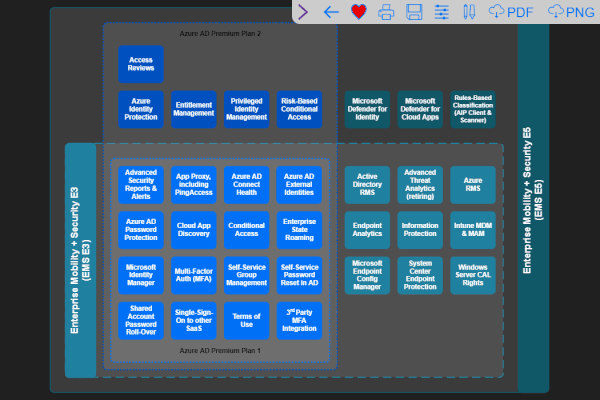 PDF
PNG
Azure AD Premium Plan 2
Access
Reviews
Azure
Identity
Protection
Entitlement
Management
Privileged
Identity
Management
Risk-Based
Conditional
Access
Microsoft
Defender for
Identity
Microsoft
Defender for
Cloud Apps
Rules-Based
Classification
(AIP Client &
Scanner)
Enterprise Mobility + Security E5
(EMS E5)
Enterprise Mobility + Security E3
(EMS E3)
Advanced
Security
Reports &
Alerts
App Proxy,
including
PingAccess
Azure AD
Connect
Health
Azure AD
External
Identities
Active
Directory
RMS
Advanced
Threat
Analytics
(retiring)
Azure
RMS
Azure AD
Password
Protection
Cloud App
Discovery
Conditional
Access
Enterprise
State
Roaming
Endpoint
Analytics
Information
Protection
Intune MDM
& MAM
Microsoft
Identity
Manager
Multi-Factor
Auth (MFA)
Self-Service
Group
Management
Self-Service
Password
Reset in AD
Microsoft
Endpoint
Config
Manager
System
Center
Endpoint
Protection
Windows
Server CAL
Rights
Shared
Account
Password
Roll-Over
Single-Sign-
On to other
SaaS
Terms of
Use
3rd Party
MFA
Integration
Azure AD Premium Plan 1